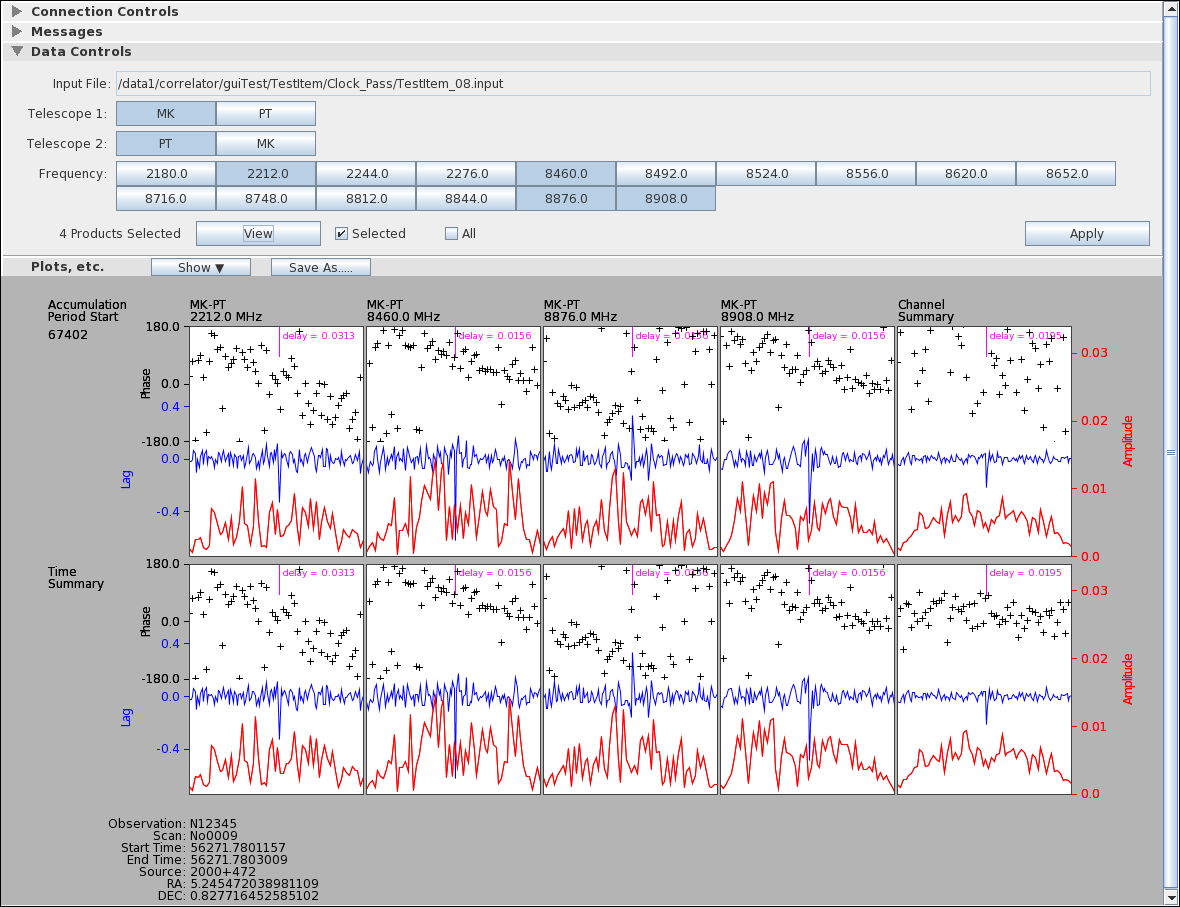 Connection Controls
Messages
Data Controls
Input File: /data1/correlator/guiTest/TestItem/Clock_Pass/TestItem_08.input
Telescope 1: MK PT
Telescope 2: PT MK
Frequency: 2180.0 2212.0 2244.0 2276.0 8460.0 8492.0 8524.0 8556.0 8620.0 8652.0
8716.0 8748.0 8812.0 8844.0 8876.0 8908.0
4 Products Selected View Selected All Apply
Plots, etc. Show ▼ Save As.....
Accumulation MK-PT MK-PT MK-PT MK-PT Channel
Period Start 2212.0 MHz 8460.0 MHz 8876.0 MHz 8908.0 MHz Summary
67402 180.0
delay = 0.0313 delay = 0.0156 delay = delay = 0.0156 delay = 0.0195
0.03
Phase
0.0
0.4
0.02
Amplitude
-180.0
0.0
Lag
0.01
-0.4
0.0
Time 180.0
Summary
delay = 0.0313 delay = 0.0156 delay = delay = 0.0156 delay = 0.0195
0.03
Phase
0.0
0.4
0.02
Amplitude
-180.0
0.0
Lag
0.01
-0.4
0.0
Observation: N12345
Scan: No0009
Start Time: 56271.7801157
End Time: 56271.7803009
Source: 2000+472
RA: 5.245472038981109
DEC: 0.827716452585102